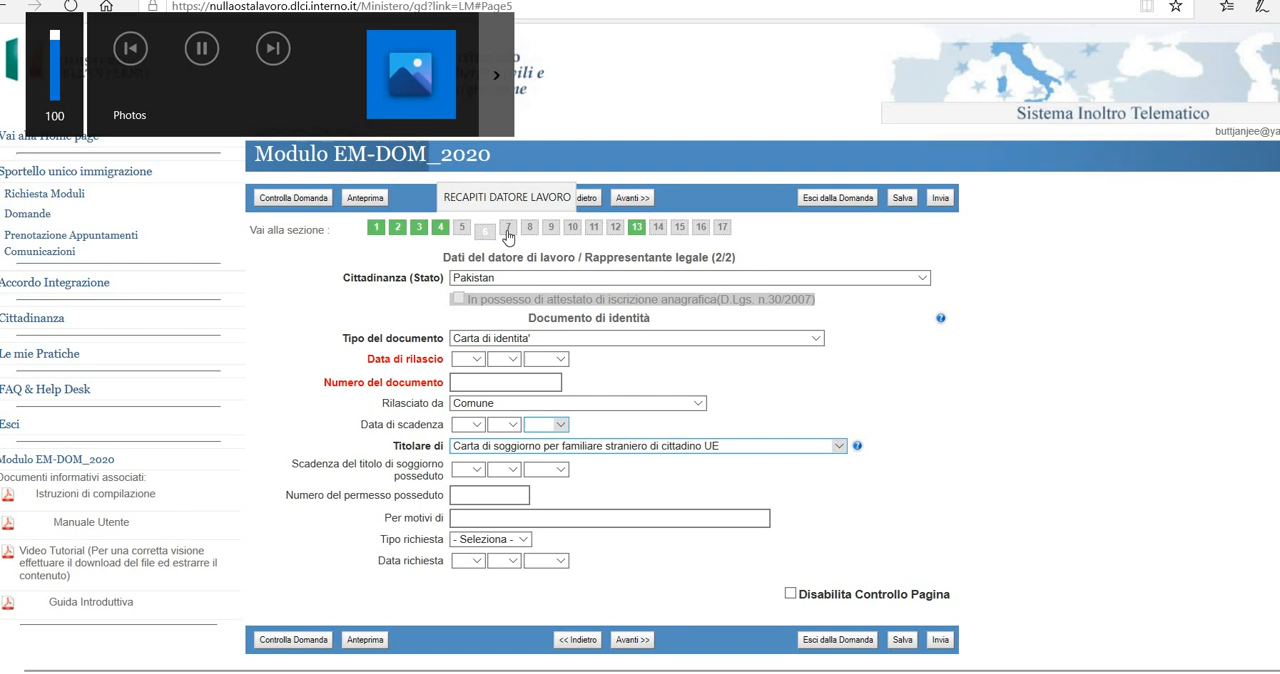 https://nullaostalavoro.dlci.interno.it/Ministero/gd?link=LM#Page5
100
Photos
ili e
Sistema Inoltro Telematico
buttjanjee@ya
Vai alla Home page
Modulo EM-DOM_2020
Sportello unico immigrazione
Richiesta Moduli
Domande
Prenotazione Appuntamenti
Comunicazioni
Accordo Integrazione
Cittadinanza
Le mie Pratiche
FAQ & Help Desk
Esci
Modulo EM-DOM_2020
Documenti informativi associati:
Istruzioni di compilazione
Manuale Utente
Video Tutorial (Per una corretta visione
effettuare il download del file ed estrarre il
contenuto)
Guida Introduttiva
Controlla Domanda Anteprima RECAPITI DATORE LAVORO dietro Avanti >> Esci dalla Domanda Salva Invia
Vai alla sezione : 1 2 3 4 5 6 7 8 9 10 11 12 13 14 15 16 17
Dati del datore di lavoro / Rappresentante legale (2/2)
Cittadinanza (Stato) Pakistan
In possesso di attestato di iscrizione anagrafica(D.Lgs. n.30/2007)
Documento di identità
Tipo del documento Carta di identita'
Data di rilascio
Numero del documento
Rilasciato da Comune
Data di scadenza
Titolare di Carta di soggiorno per familiare straniero di cittadino UE
Scadenza del titolo di soggiorno
posseduto
Numero del permesso posseduto
Per motivi di
Tipo richiesta - Seleziona -
Data richiesta
Disabilita Controllo Pagina
Controlla Domanda Anteprima << Indietro Avanti >> Esci dalla Domanda Salva Invia